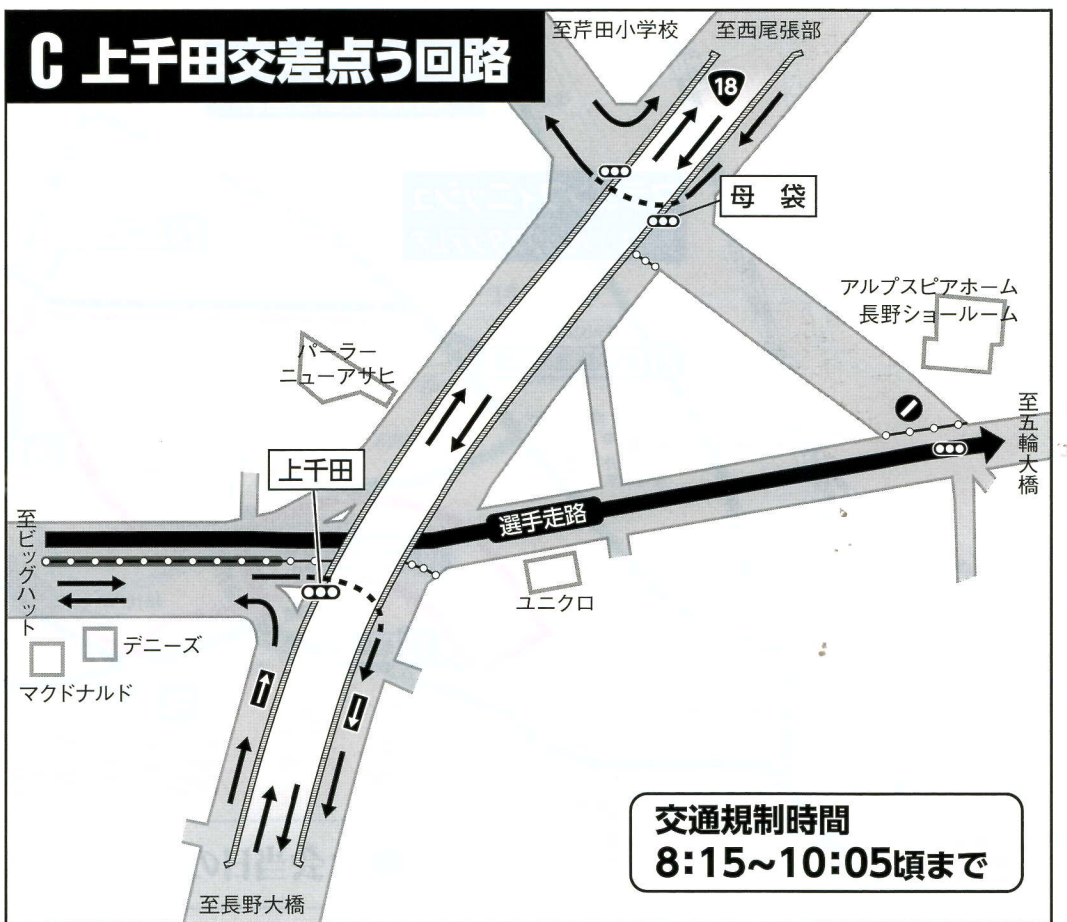 C 上千田交差点う回路
至芹田小学校
至西尾張部
18
母 袋
アルプスピアホーム
長野ショールーム
パーラー
ニューアサヒ
至五輪大橋
上千田
選手走路
至ビッグハット
ユニクロ
デニーズ
マクドナルド
交通規制時間
8:15~10:05頃まで
至長野大橋